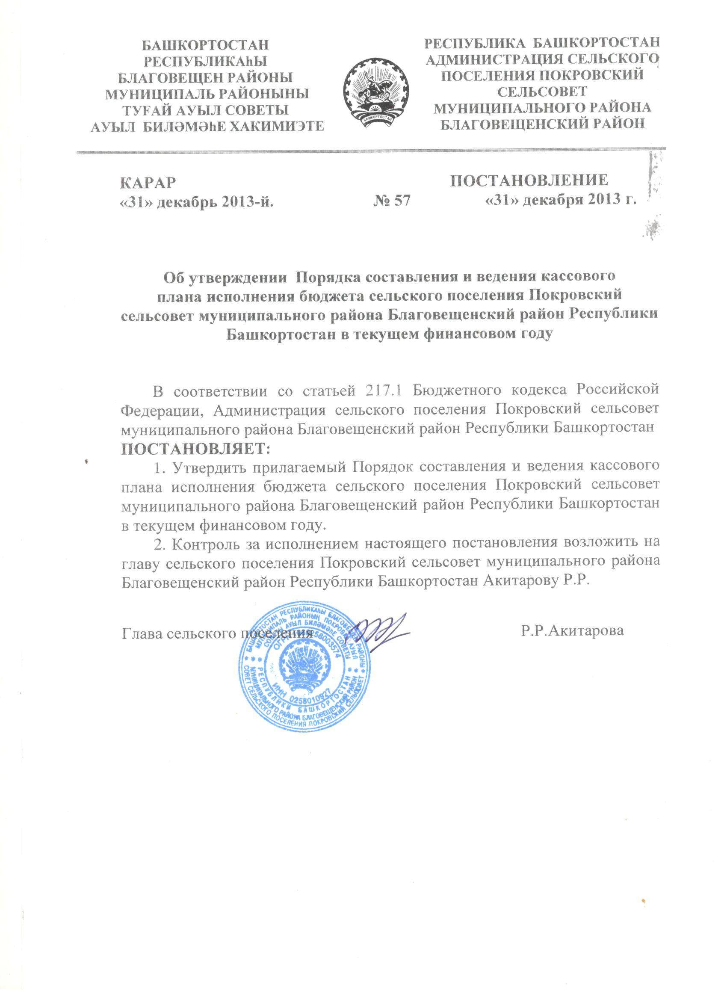 БАШКОРТОСТАН
РЕСПУБЛИКАҺЫ
БЛАГОВЕЩЕН РАЙОНЫ
МУНИЦИПАЛЬ РАЙОНЫНЫ
ТУҒАЙ АУЫЛ СОВЕТЫ
АУЫЛ БИЛӘМӘҺЕ ХАКИМИЭТЕ
БАШКОРТОСТАН
РЕСПУБЛИКА БАШКОРТОСТАН
АДМИНИСТРАЦИЯ СЕЛЬСКОГО
ПОСЕЛЕНИЯ ПОКРОВСКИЙ
СЕЛЬСОВЕТ
МУНИЦИПАЛЬНОГО РАЙОНА
БЛАГОВЕЩЕНСКИЙ РАЙОН
КАРАР ПОСТАНОВЛЕНИЕ
«31» декабрь 2013-й. № 57 «31» декабря 2013 г.
Об утверждении Порядка составления и ведения кассового
плана исполнения бюджета сельского поселения Покровский
сельсовет муниципального района Благовещенский район Республики
Башкортостан в текущем финансовом году
В соответствии со статьей 217.1 Бюджетного кодекса Российской
Федерации, Администрация сельского поселения Покровский сельсовет
муниципального района Благовещенский район Республики Башкортостан
ПОСТАНОВЛЯЕТ:
1. Утвердить прилагаемый Порядок составления и ведения кассового
плана исполнения бюджета сельского поселения Покровский сельсовет
муниципального района Благовещенский район Республики Башкортостан
в текущем финансовом году.
2. Контроль за исполнением настоящего постановления возложить на
главу сельского поселения Покровский сельсовет муниципального района
Благовещенский район Республики Башкортостан Акитарову Р.Р.
Глава сельского поселения Р.Р.Акитарова
БАШКОРТОСТАН РЕСПУБЛИКАҺЫ БЛАГОВЕЩЕН РАЙОНЫ
МУНИЦИПАЛЬ РАЙОНЫН ПОКРОВКА АУЫЛ
СОВЕТЫ АУЫЛ БИЛӘМӘҺЕ СОВЕТЫ
ИНН 0258010927
РЕСПУБЛИКИ БАШКОРТОСТАН
МУНИЦИПАЛЬНОГО РАЙОНА БЛАГОВЕЩЕНСКИЙ РАЙОН
СОВЕТ СЕЛЬСКОГО ПОСЕЛЕНИЯ ПОКРОВСКИЙ СЕЛЬСОВЕТ